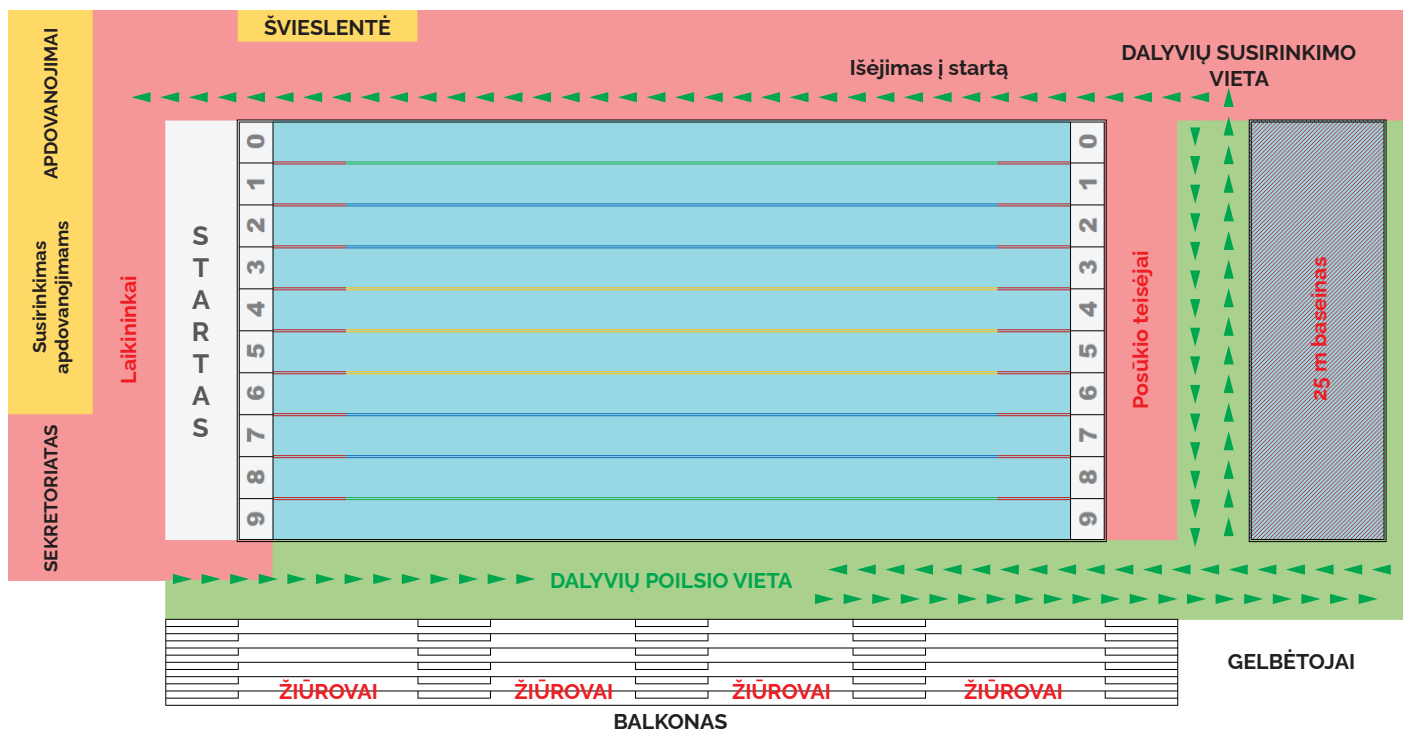 ŠVIESLENTĖ
APDOVANOJIMAI
Išėjimas į startą
DALYVIŲ SUSIRINKIMO
VIETA
Susirinkimas
apdovanojimams
Laikininkai
STARTAS
0
1
2
3
4
5
6
7
8
9
0
1
2
3
4
5
6
7
8
9
Posūkio teisėjai
25 m baseinas
SEKRETORIATAS
DALYVIŲ POILSIO VIETA
GELBĖTOJAI
ŽIŪROVAI
ŽIŪROVAI
ŽIŪROVAI
ŽIŪROVAI
BALKONAS